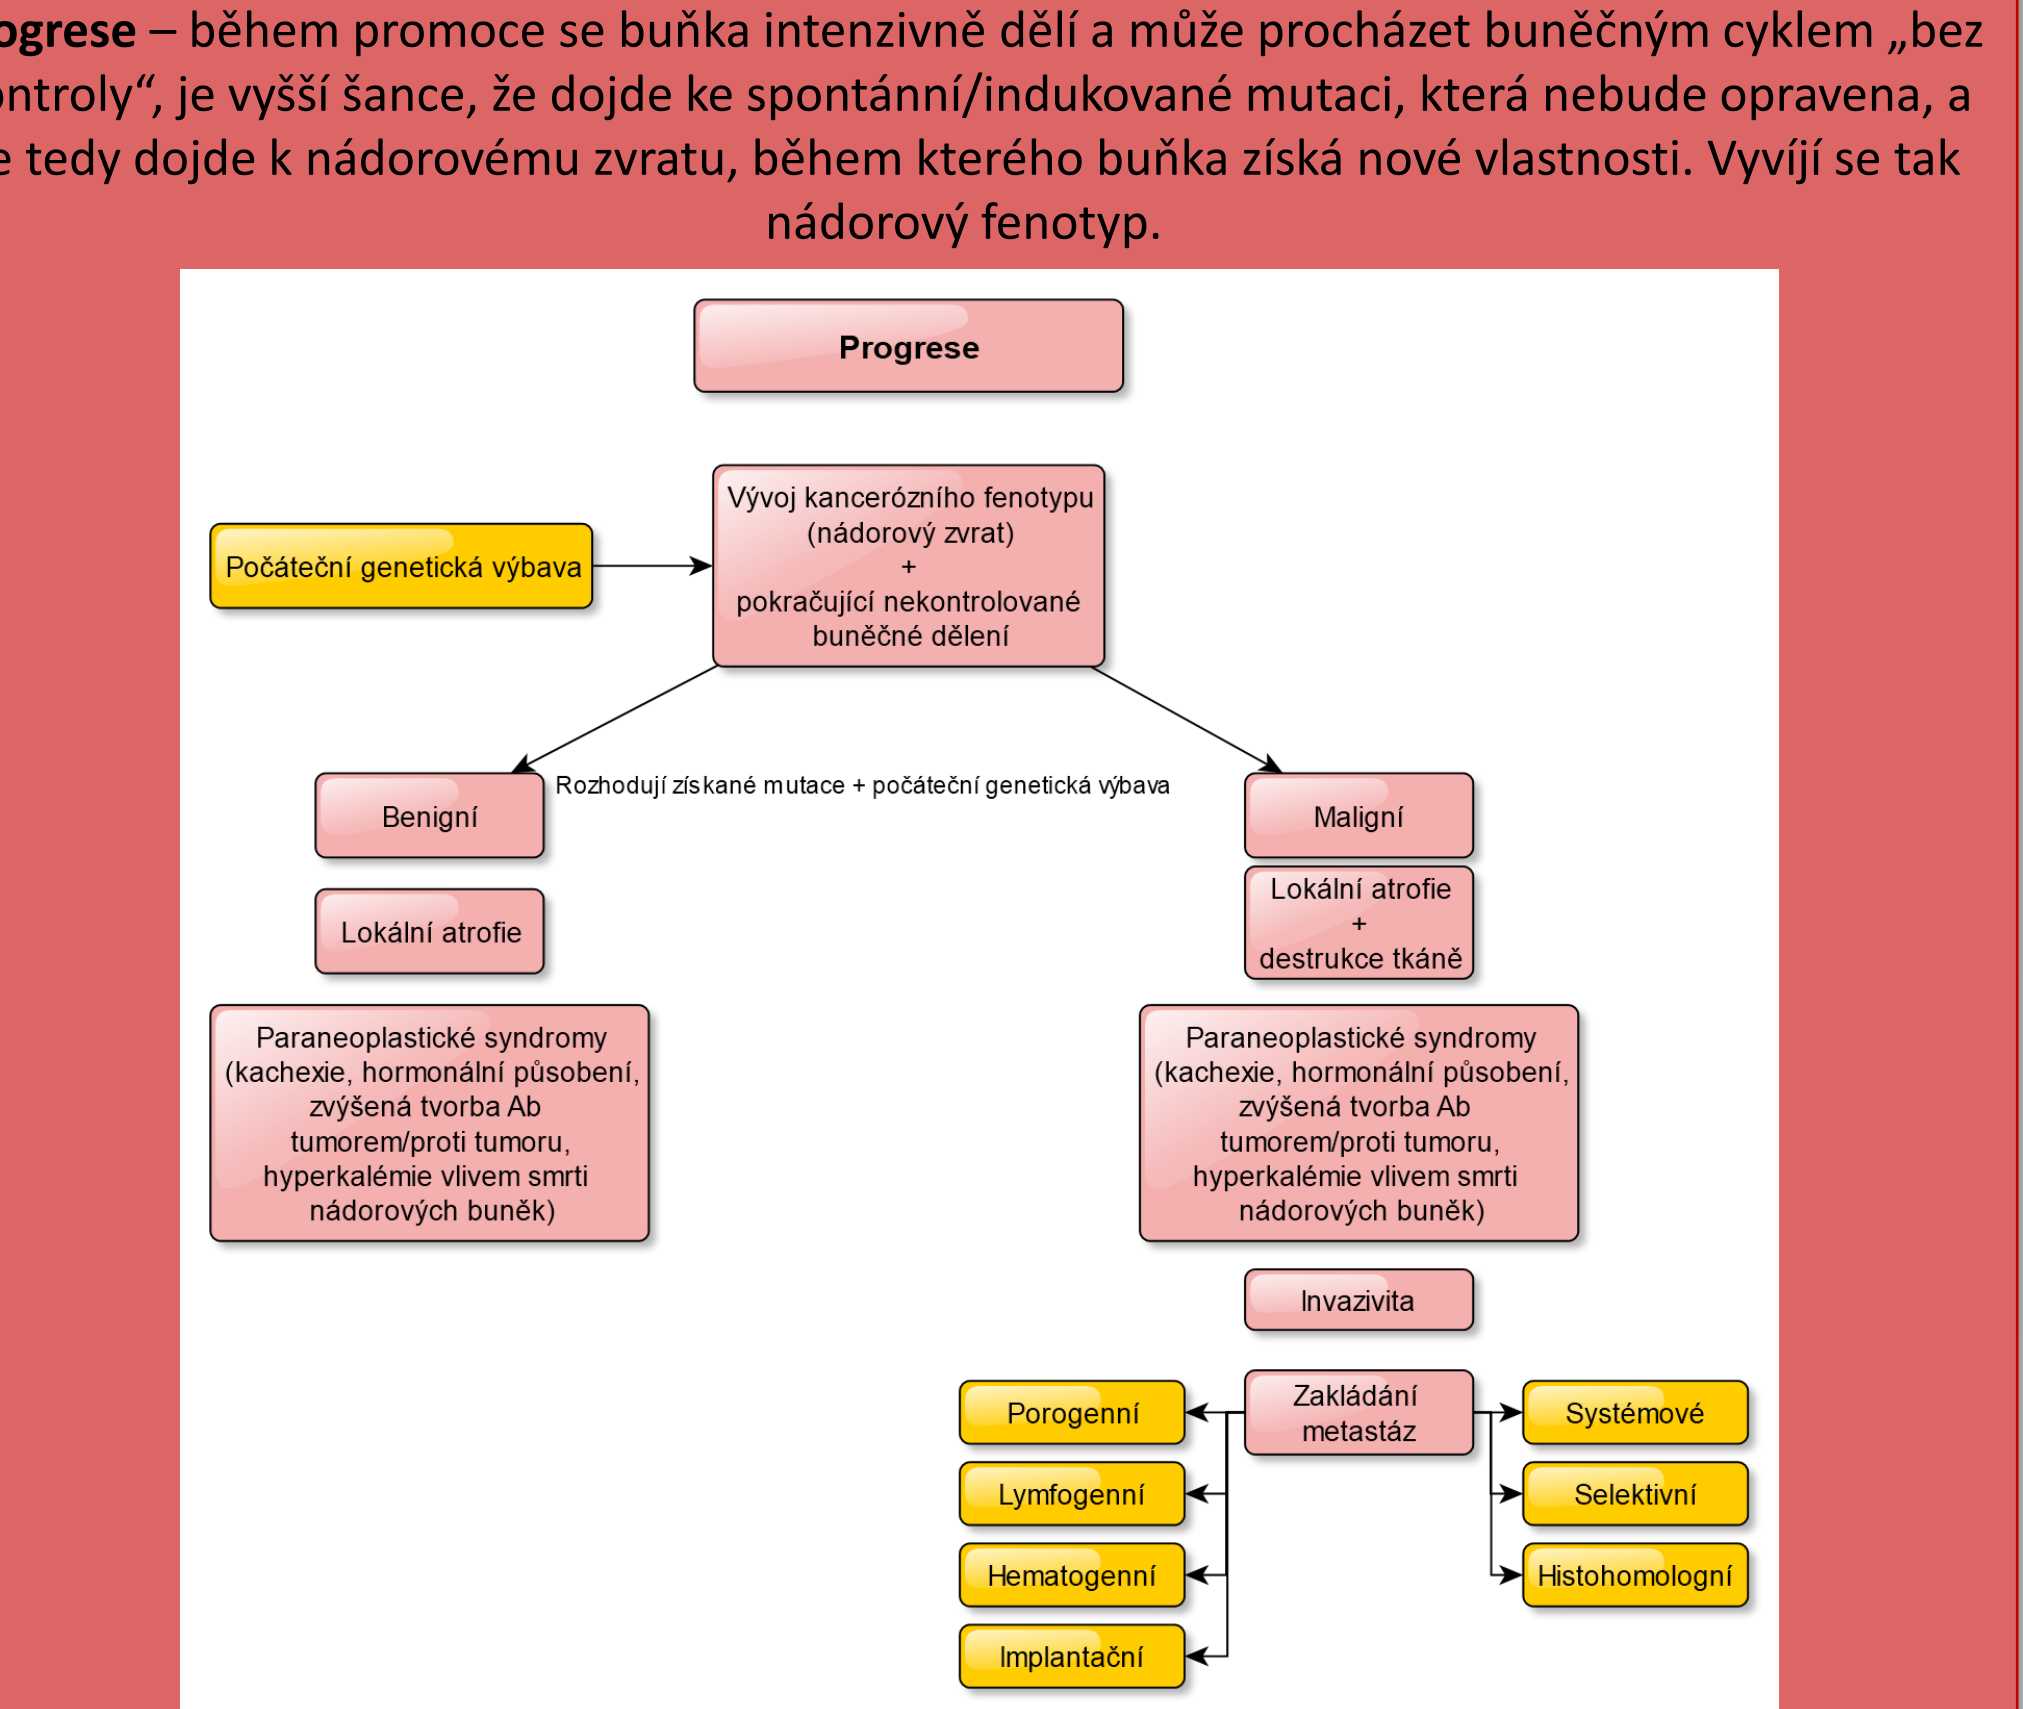 ogrese – během promoce se buňka intenzivně dělí a může procházet buněčným cyklem „bez
ontroly“, je vyšší šance, že dojde ke spontánní/indukované mutaci, která nebude opravena, a
e tedy dojde k nádorovému zvratu, během kterého buňka získá nové vlastnosti. Vyvíjí se tak
nádorový fenotyp.
Progrese
Vývoj kancerózního fenotypu
(nádorový zvrat)
+
pokračující nekontrolované
buněčné dělení
Počáteční genetická výbava
Rozhodují získané mutace + počáteční genetická výbava
Benigní
Lokální atrofie
Paraneoplastické syndromy
(kachexie, hormonální působení,
zvýšená tvorba Ab
tumorem/proti tumoru,
hyperkalémie vlivem smrti
nádorových buněk)
Maligní
Lokální atrofie
+
destrukce tkáně
Paraneoplastické syndromy
(kachexie, hormonální působení,
zvýšená tvorba Ab
tumorem/proti tumoru,
hyperkalémie vlivem smrti
nádorových buněk)
Invazivita
Zakládání
metastáz
Porogenní
Lymfogenní
Hematogenní
Implantační
Systémové
Selektivní
Histohomologní